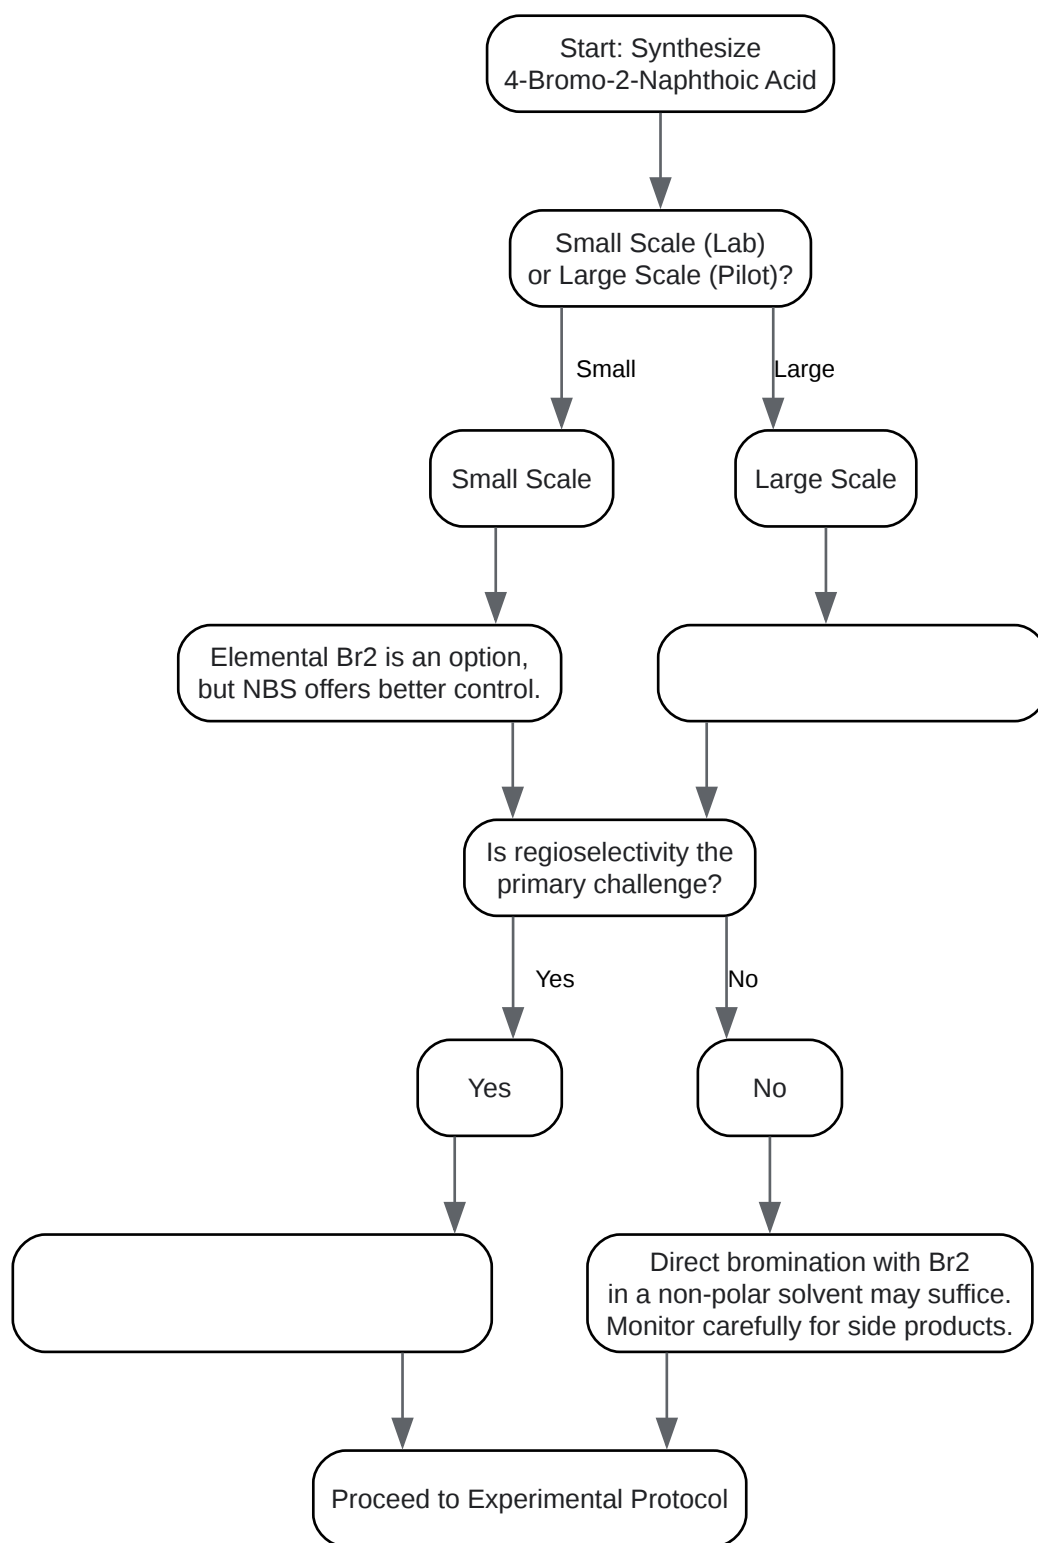 Start: Synthesize
4-Bromo-2-Naphthoic Acid
Small Scale (Lab)
or Large Scale (Pilot)?
Small
Large
Small Scale
Large Scale
Elemental Br2 is an option,
but NBS offers better control.
Is regioselectivity the
primary challenge?
Yes
No
Yes
No
Direct bromination with Br2
in a non-polar solvent may suffice.
Monitor carefully for side products.
Proceed to Experimental Protocol